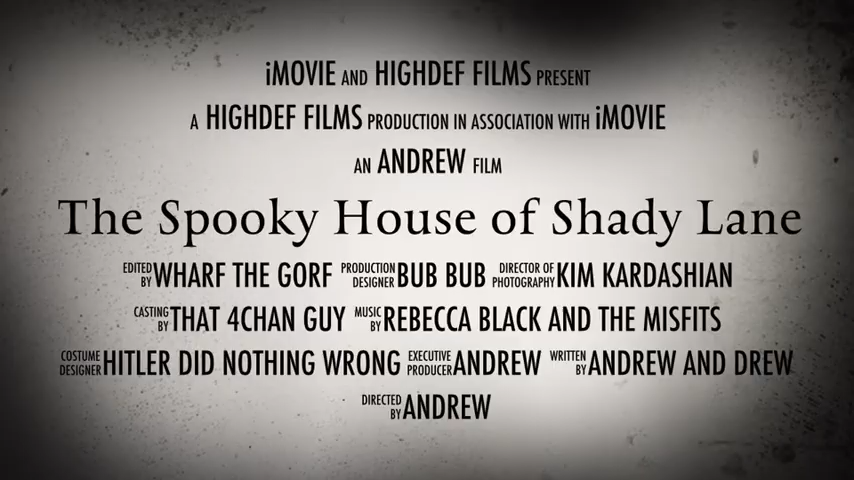 iMOVIE AND HIGHDEF FILMS PRESENT
A HIGHDEF FILMS PRODUCTION IN ASSOCIATION WITH iMOVIE
AN ANDREW FILM
The Spooky House of Shady Lane
EDITED BY WHARF THE GORF PRODUCTION DESIGNER BUB BUB DIRECTOR OF PHOTOGRAPHY KIM KARDASHIAN
CASTING BY THAT 4CHAN GUY MUSIC BY REBECCA BLACK AND THE MISFITS
COSTUME DESIGNER HITLER DID NOTHING WRONG EXECUTIVE PRODUCER ANDREW WRITTEN BY ANDREW AND DREW
DIRECTED BY ANDREW